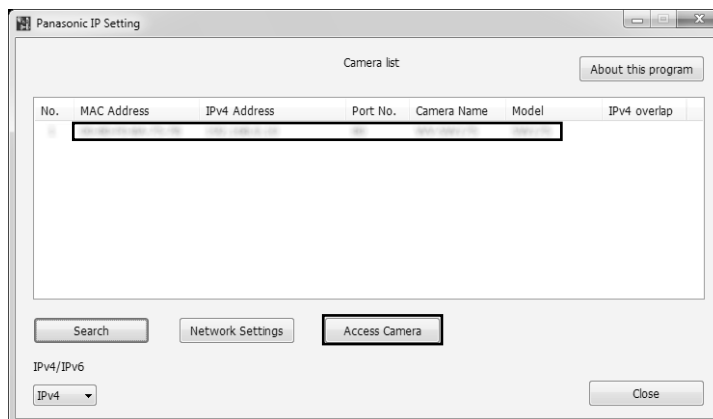 Panasonic IP Setting
Camera list
About this program
No. MAC Address IPv4 Address Port No. Camera Name Model IPv4 overlap
Search Network Settings Access Camera
IPv4/IPv6
IPv4
Close